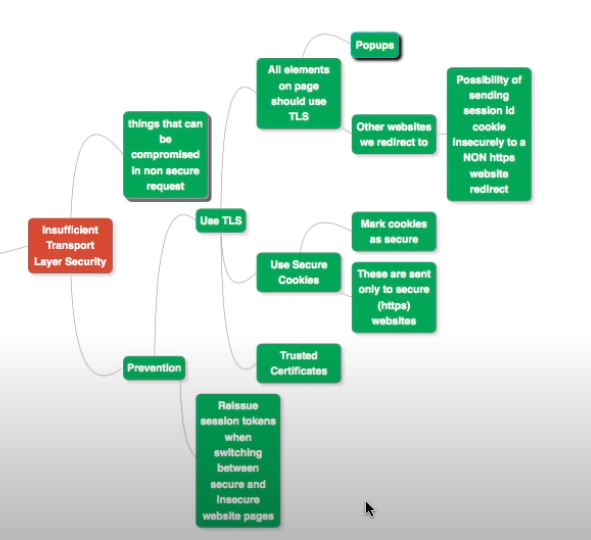 Popups
All elements
on page
should use
TLS
Possibility of
sending
session id
cookie
insecurely to a
NON https
website
redirect
Other websites
we redirect to
things that can
be
compromised
in non secure
request
Insufficient
Transport
Layer Security
Use TLS
Mark cookies
as secure
Use Secure
Cookies
These are sent
only to secure
(https)
websites
Trusted
Certificates
Prevention
Reissue
session tokens
when
switching
between
secure and
insecure
website pages